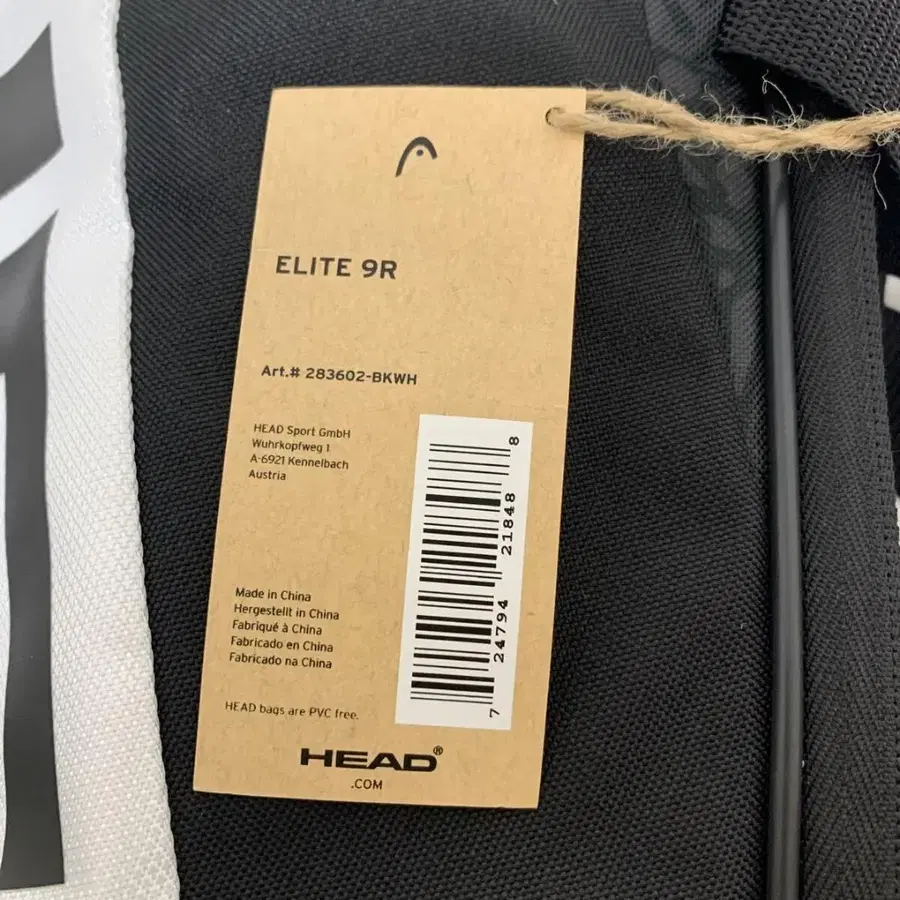 ELITE 9R
Art.# 283602-BKWH
HEAD Sport GmbH
Wuhrkopfweg 1
A-6921 Kennelbach
Austria
7 24794 21848 8
Made in China
Hergestellt in China
Fabriqué à China
Fabricado en China
Fabricado na China
HEAD bags are PVC free.
HEAD®
.COM